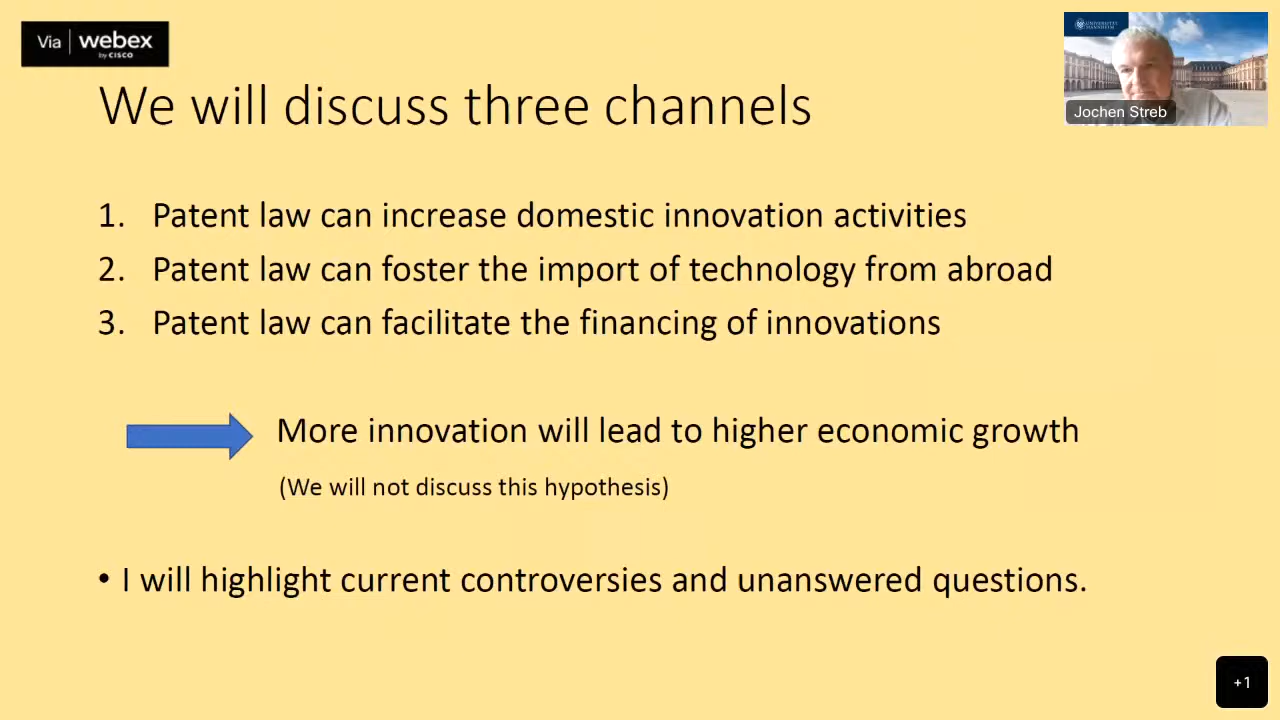 Via webex
by CISCO
UNIVERSITÄT
MANNHEIM
Jochen Streb
We will discuss three channels
1. Patent law can increase domestic innovation activities
2. Patent law can foster the import of technology from abroad
3. Patent law can facilitate the financing of innovations
More innovation will lead to higher economic growth
(We will not discuss this hypothesis)
• I will highlight current controversies and unanswered questions.
+1